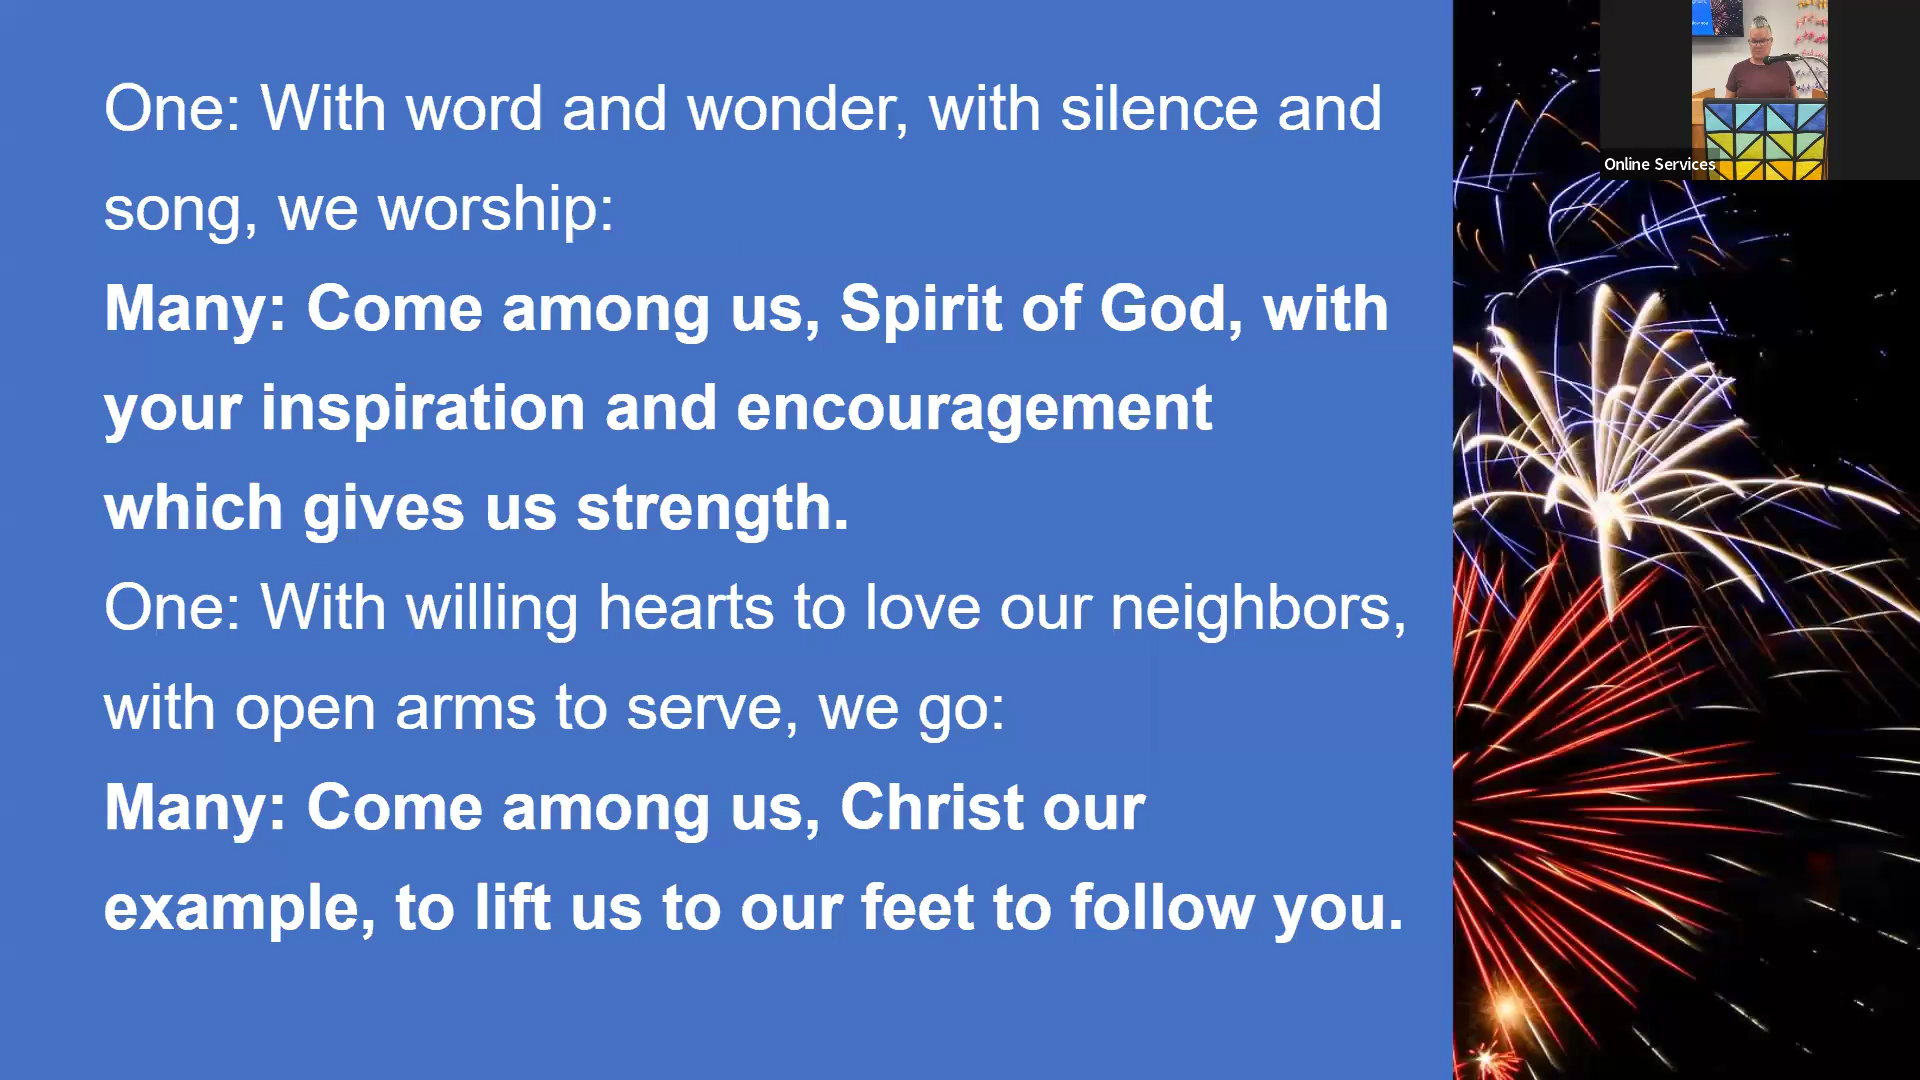 One: With word and wonder, with silence and
song, we worship:
Many: Come among us, Spirit of God, with
your inspiration and encouragement
which gives us strength.
One: With willing hearts to love our neighbors,
with open arms to serve, we go:
Many: Come among us, Christ our
example, to lift us to our feet to follow you.
Online Services